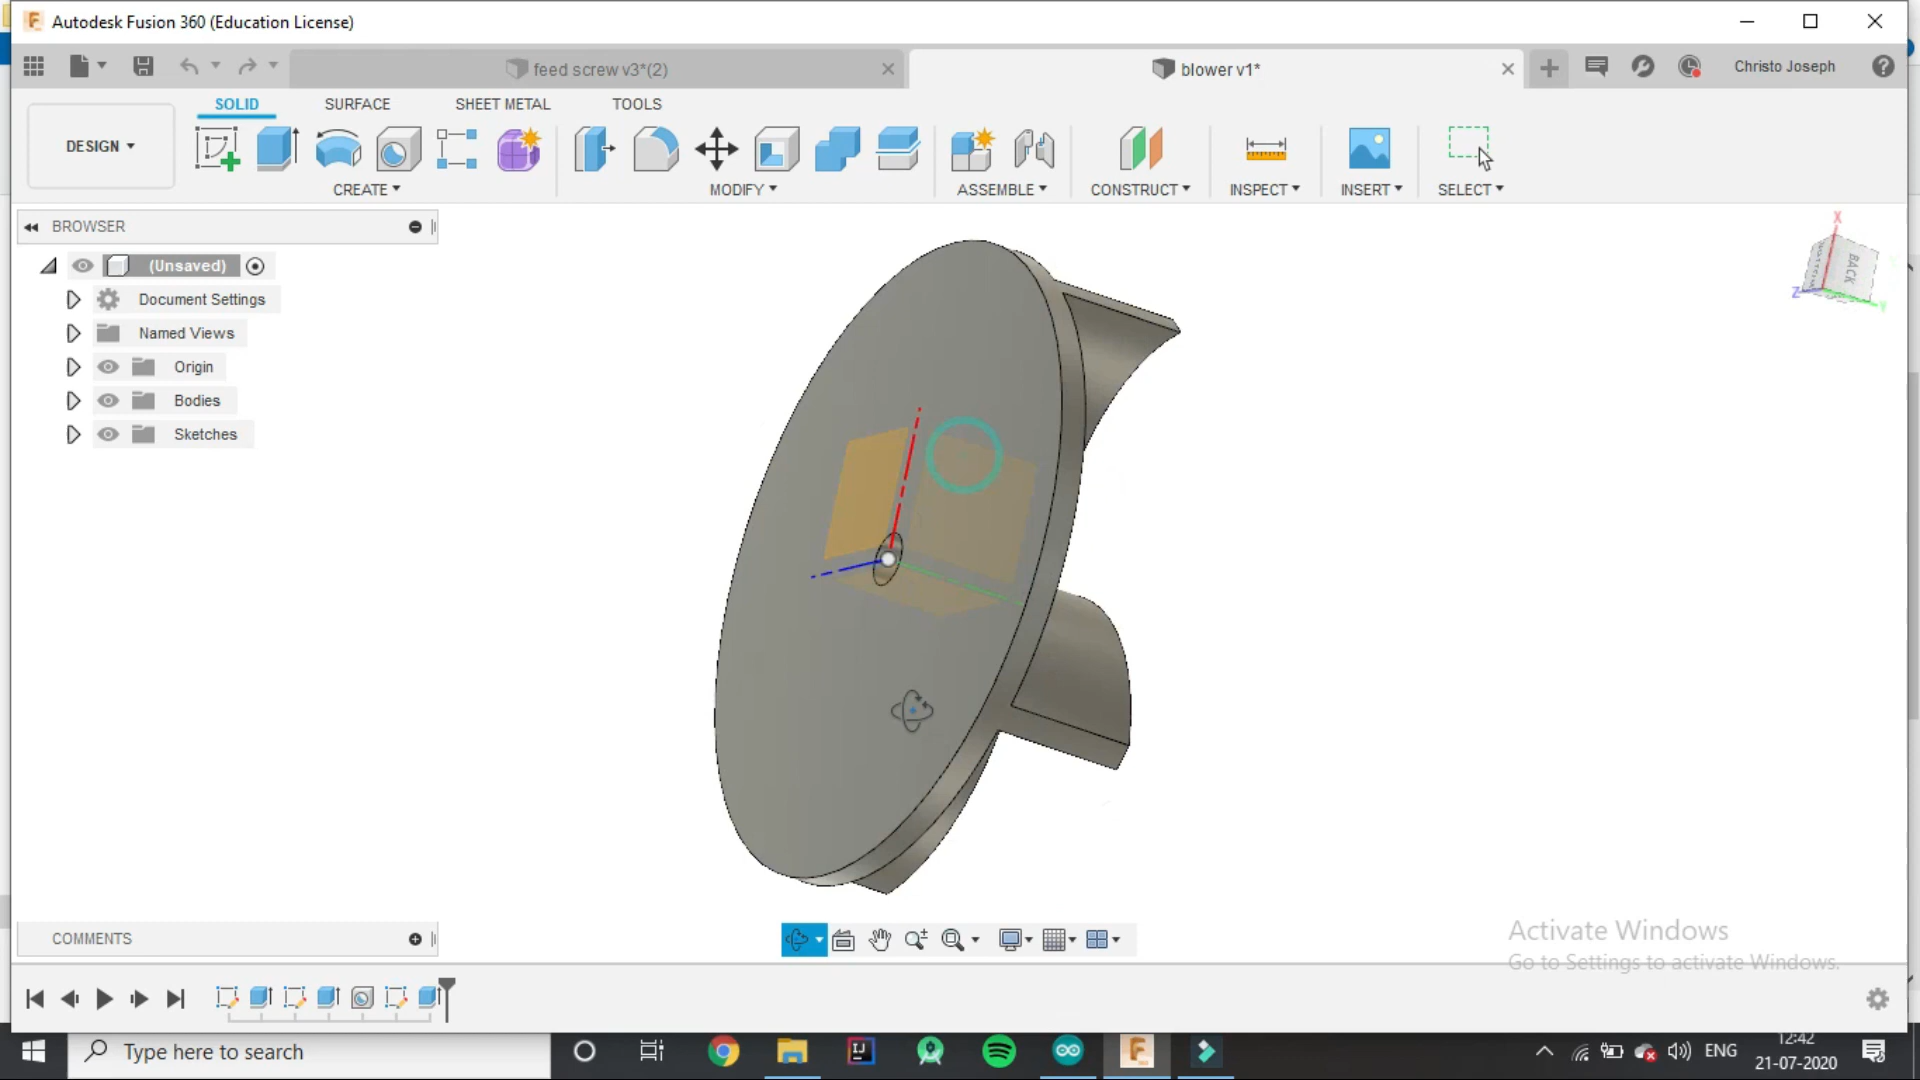 Autodesk Fusion 360 (Education License)
feed screw v3*(2)
blower v1*
Christo Joseph
SOLID
SURFACE
SHEET METAL
TOOLS
DESIGN
CREATE
MODIFY
ASSEMBLE
CONSTRUCT
INSPECT
INSERT
SELECT
BROWSER
(Unsaved)
Document Settings
Named Views
Origin
Bodies
Sketches
X
BACK
Z
Y
COMMENTS
Activate Windows
Go to Settings to activate Windows.
Type here to search
ENG
12:42
21-07-2020